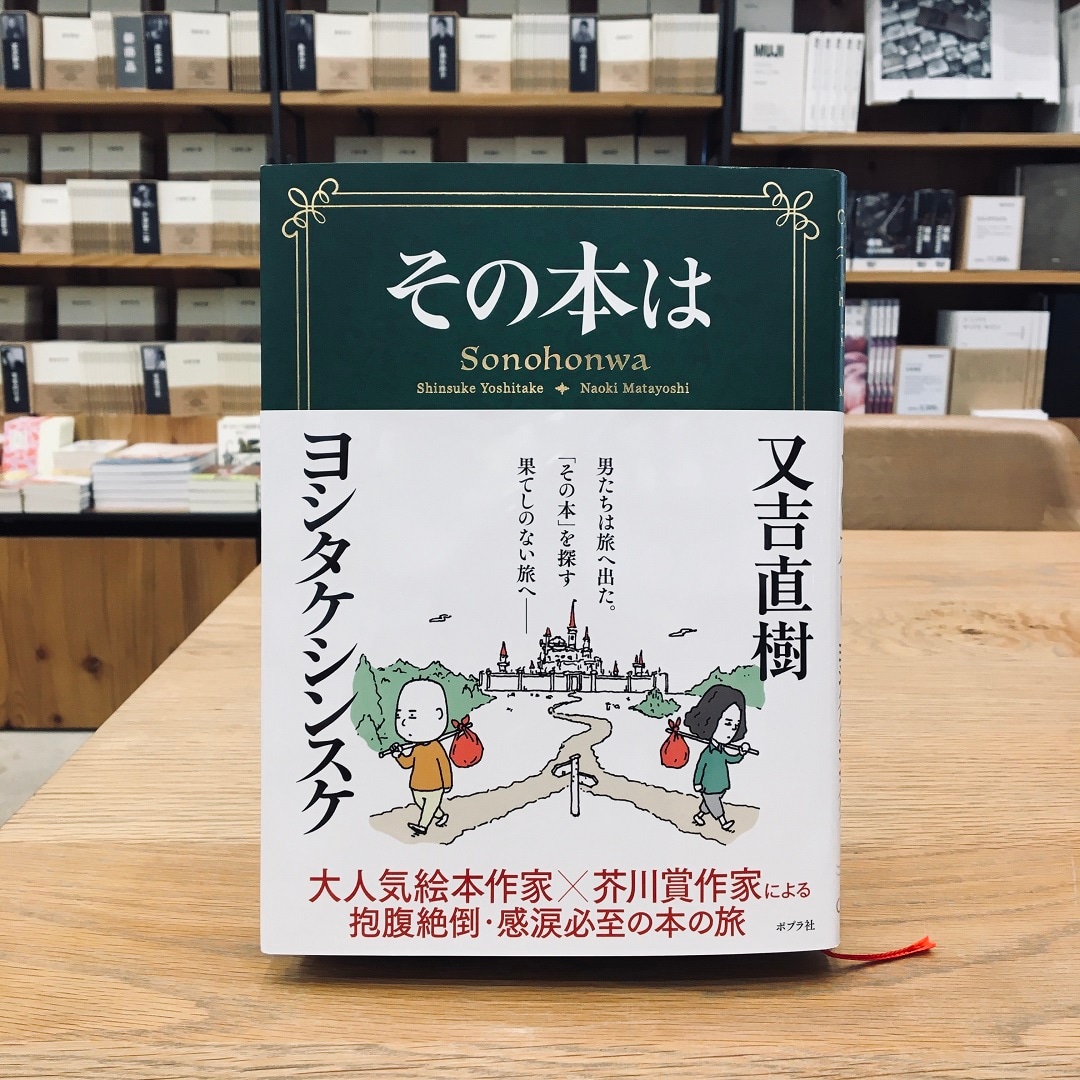 MUJI
その本は
Sonohonwa
Shinsuke Yoshitake Naoki Matayoshi
又吉直樹
男たちは旅へ出た。
「その本」を探す
果てしのない旅へ——
ヨシタケシンスケ
大人気絵本作家×芥川賞作家による
抱腹絶倒・感涙必至の本の旅
ポプラ社